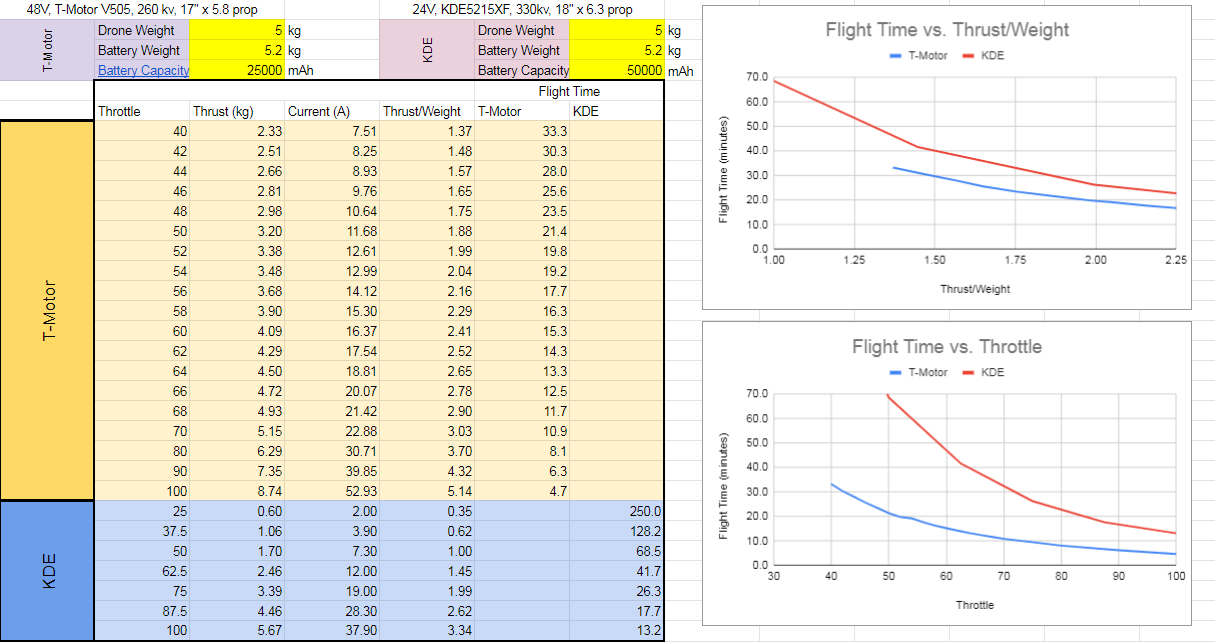 48V, T-Motor V505, 260 kv, 17" x 5.8 prop 24V, KDE5215XF, 330kv, 18" x 6.3 prop
T-Motor Drone Weight 5 kg KDE Drone Weight 5 kg
Battery Weight 5.2 kg Battery Weight 5.2 kg
Battery Capacity 25000 mAh Battery Capacity 50000 mAh
Flight Time
Throttle Thrust (kg) Current (A) Thrust/Weight T-Motor KDE
T-Motor
40 2.33 7.51 1.37 33.3
42 2.51 8.25 1.48 30.3
44 2.66 8.93 1.57 28.0
46 2.81 9.76 1.65 25.6
48 2.98 10.64 1.75 23.5
50 3.20 11.68 1.88 21.4
52 3.38 12.61 1.99 19.8
54 3.48 12.99 2.04 19.2
56 3.68 14.12 2.16 17.7
58 3.90 15.30 2.29 16.3
60 4.09 16.37 2.41 15.3
62 4.29 17.54 2.52 14.3
64 4.50 18.81 2.65 13.3
66 4.72 20.07 2.78 12.5
68 4.93 21.42 2.90 11.7
70 5.15 22.88 3.03 10.9
80 6.29 30.71 3.70 8.1
90 7.35 39.85 4.32 6.3
100 8.74 52.93 5.14 4.7
KDE
25 0.60 2.00 0.35 250.0
37.5 1.06 3.90 0.62 128.2
50 1.70 7.30 1.00 68.5
62.5 2.46 12.00 1.45 41.7
75 3.39 19.00 1.99 26.3
87.5 4.46 28.30 2.62 17.7
100 5.67 37.90 3.34 13.2
Flight Time vs. Thrust/Weight
T-Motor KDE
Flight Time (minutes)
70.0
60.0
50.0
40.0
30.0
20.0
10.0
0.0
1.00 1.25 1.50 1.75 2.00 2.25
Thrust/Weight
Flight Time vs. Throttle
T-Motor KDE
Flight Time (minutes)
70.0
60.0
50.0
40.0
30.0
20.0
10.0
0.0
30 40 50 60 70 80 90 100
Throttle